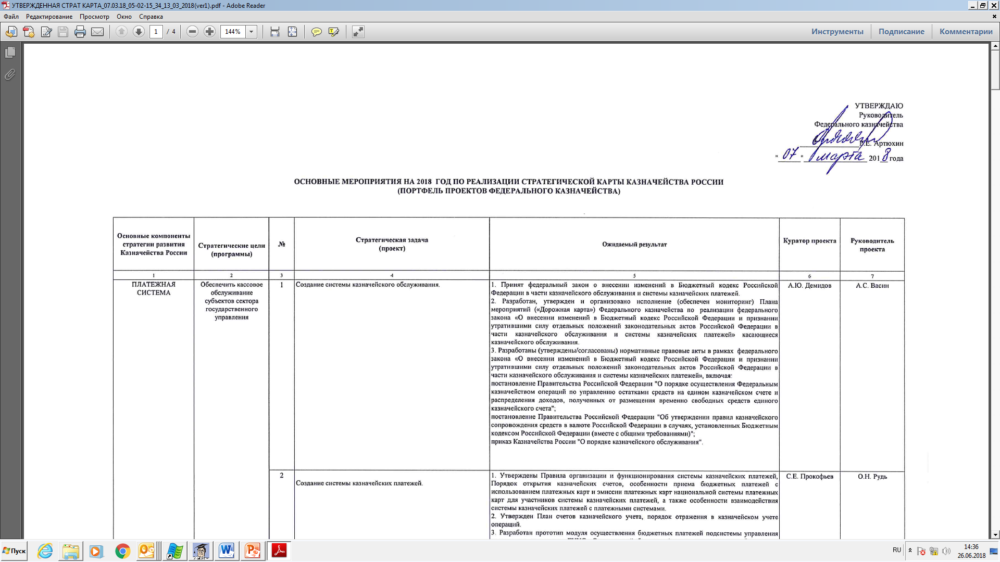 УТВЕРЖДЕННАЯ СТРАТ КАРТА_07.03.18_05-02-15_34_13_03_2018(ver1).pdf - Adobe Reader
Файл Редактирование Просмотр Окно Справка
1 / 4 144% Инструменты Подписание Комментарии
УТВЕРЖДАЮ
Руководитель
Федерального казначейства
Р.Е. Артюхин
"07" марта 2018 года
ОСНОВНЫЕ МЕРОПРИЯТИЯ НА 2018 ГОД ПО РЕАЛИЗАЦИИ СТРАТЕГИЧЕСКОЙ КАРТЫ КАЗНАЧЕЙСТВА РОССИИ
(ПОРТФЕЛЬ ПРОЕКТОВ ФЕДЕРАЛЬНОГО КАЗНАЧЕЙСТВА)
Основные компоненты
стратегии развития
Казначейства России
Стратегические цели
(программы)
№
Стратегическая задача
(проект)
Ожидаемый результат
Куратор проекта
Руководитель
проекта
1 2 3 4 5 6 7
ПЛАТЕЖНАЯ
СИСТЕМА
Обеспечить кассовое
обслуживание
субъектов сектора
государственного
управления
1
Создание системы казначейского обслуживания.
1. Принят федеральный закон о внесении изменений в Бюджетный кодекс Российской
Федерации в части казначейского обслуживания и системы казначейских платежей.
2. Разработан, утвержден и организовано исполнение (обеспечен мониторинг) Плана
мероприятий («Дорожная карта») Федерального казначейства по реализации федерального
закона «О внесении изменений в Бюджетный кодекс Российской Федерации и признании
утратившими силу отдельных положений законодательных актов Российской Федерации в
части казначейского обслуживания и системы казначейских платежей» касающиеся
казначейского обслуживания.
3. Разработаны (утверждены/согласованы) нормативные правовые акты в рамках федерального
закона «О внесении изменений в Бюджетный кодекс Российской Федерации и признании
утратившими силу отдельных положений законодательных актов Российской Федерации в
части казначейского обслуживания и системы казначейских платежей», включая:
постановление Правительства Российской Федерации "О порядке осуществления Федеральным
казначейством операций по управлению остатками средств на едином казначейском счете и
распределения доходов, полученных от размещения временно свободных средств единого
казначейского счета";
постановление Правительства Российской Федерации "Об утверждении правил казначейского
сопровождения средств в валюте Российской Федерации в случаях, установленных Бюджетным
кодексом Российской Федерации (вместе с общими требованиями)";
приказ Казначейства России "О порядке казначейского обслуживания".
А.Ю. Демидов
А.С. Васин
2
Создание системы казначейских платежей.
1. Утверждены Правила организации и функционирования системы казначейских платежей,
Порядок открытия казначейских счетов, особенности приема бюджетных платежей с
использованием платежных карт и эмиссии платежных карт национальной системы платежных
карт для участников системы казначейских платежей, а также особенности взаимодействия
системы казначейских платежей с платежными системами.
2. Утвержден План счетов казначейского учета, порядок отражения в казначейском учете
операций.
3. Разработан прототип модуля осуществления бюджетных платежей подсистемы управления
С.Е. Прокофьев
О.Н. Рудь
Пуск
RU
14:36
26.06.2018